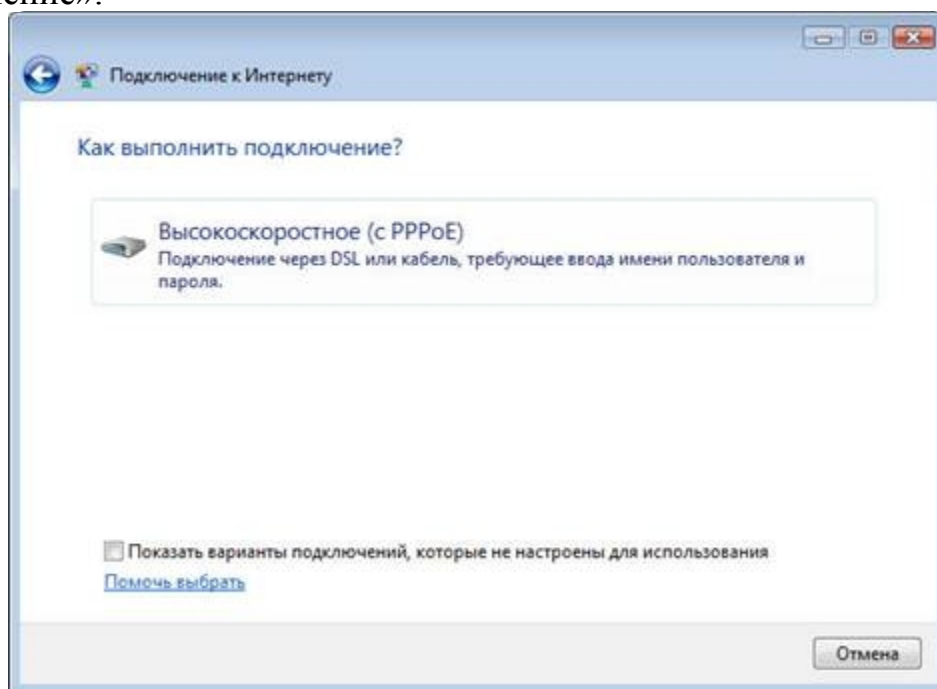 Подключение к Интернету
Как выполнить подключение?
Высокоскоростное (с PPPoE)
Подключение через DSL или кабель, требующее ввода имени пользователя и
пароля.
Показать варианты подключений, которые не настроены для использования
Помочь выбрать
Отмена